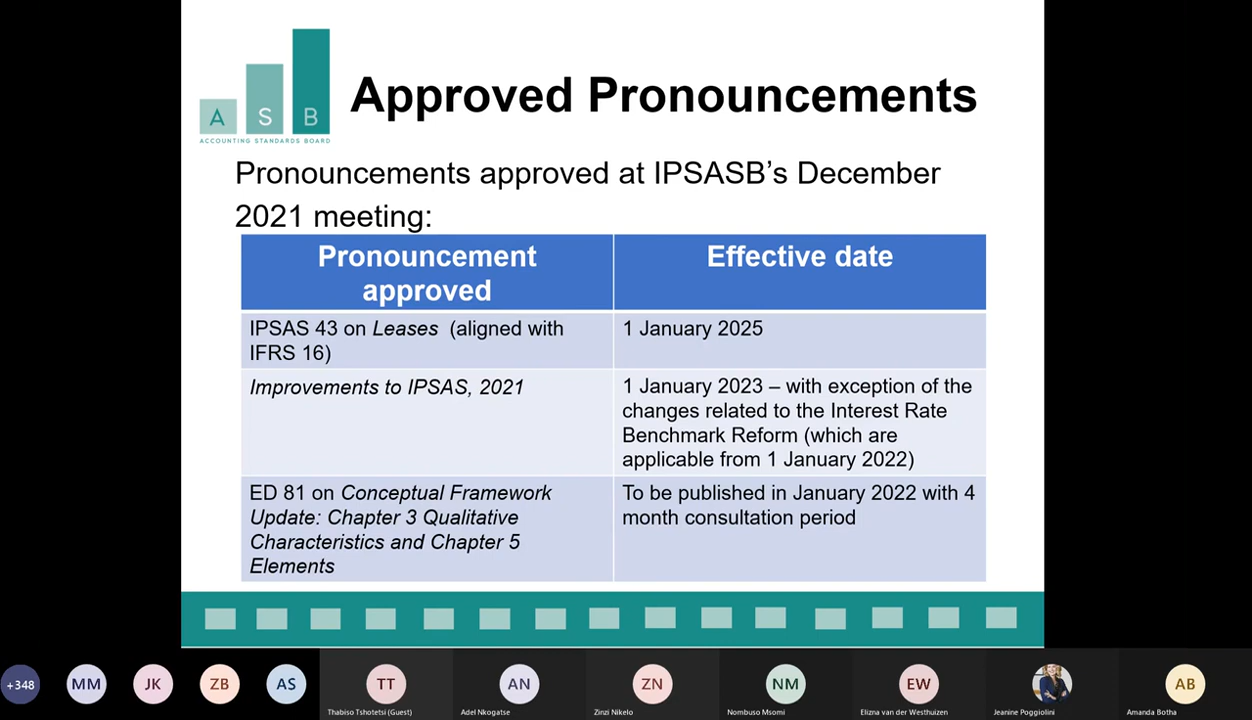 A S B
ACCOUNTING STANDARDS BOARD
Approved Pronouncements
Pronouncements approved at IPSASB’s December
2021 meeting:
Pronouncement
approved
Effective date
IPSAS 43 on Leases (aligned with
IFRS 16)
1 January 2025
Improvements to IPSAS, 2021
1 January 2023 – with exception of the
changes related to the Interest Rate
Benchmark Reform (which are
applicable from 1 January 2022)
ED 81 on Conceptual Framework
Update: Chapter 3 Qualitative
Characteristics and Chapter 5
Elements
To be published in January 2022 with 4
month consultation period
+348
MM
JK
ZB
AS
TT
Thabiso Tshotetsi (Guest)
AN
Adel Nkogatse
ZN
Zinzi Nikelo
NM
Nombuso Msomi
EW
Elizna van der Westhuizen
Jeanine Poggiolini
AB
Amanda Botha